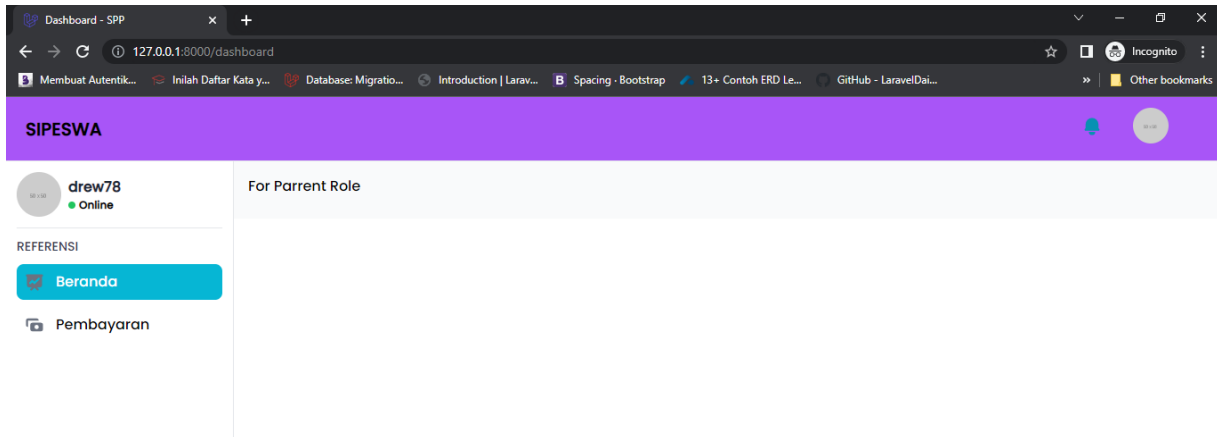 Dashboard - SPP
127.0.0.1:8000/dashboard
Incognito
Membuat Autentik... Inilah Daftar Kata y... Database: Migratio... Introduction | Larav... Spacing · Bootstrap 13+ Contoh ERD Le... GitHub - LaravelDai... » Other bookmarks
SIPESWA
drew78
Online
For Parrent Role
REFERENSI
Beranda
Pembayaran